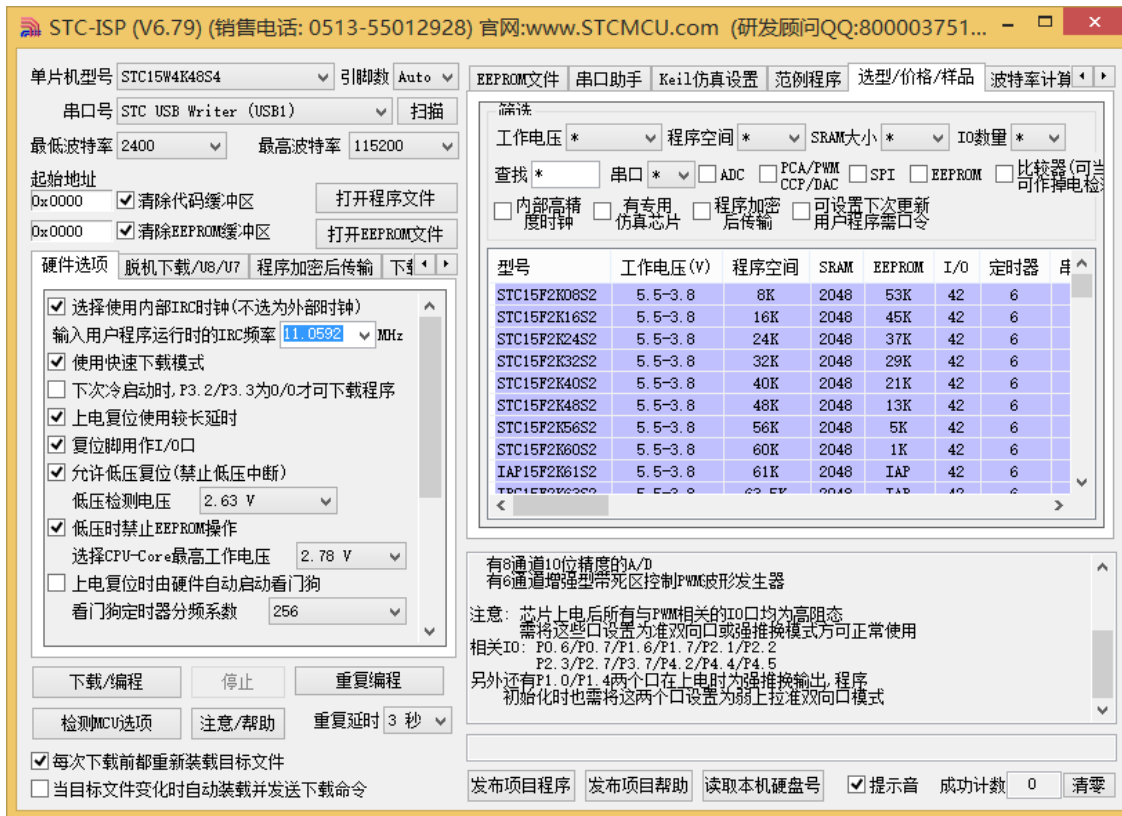 STC-ISP (V6.79) (销售电话: 0513-55012928) 官网:www.STCMCU.com (研发顾问QQ:800003751...
单片机型号 STC15W4K48S4 引脚数 Auto
串口号 STC USB Writer (USB1) 扫描
最低波特率 2400 最高波特率 115200
起始地址
0x0000 清除代码缓冲区 打开程序文件
0x0000 清除EEPROM缓冲区 打开EEPROM文件
硬件选项 脱机下载/U8/U7 程序加密后传输
选择使用内部IRC时钟(不选为外部时钟)
输入用户程序运行时的IRC频率 11.0592 MHz
使用快速下载模式
下次冷启动时,P3.2/P3.3为0/0才可下载程序
上电复位使用较长延时
复位脚用作I/O口
允许低压复位(禁止低压中断)
低压检测电压 2.63 V
低压时禁止EEPROM操作
选择CPU-Core最高工作电压 2.78 V
上电复位时由硬件自动启动看门狗
看门狗定时器分频系数 256
下载/编程 停止 重复编程
检测MCU选项 注意/帮助 重复延时 3 秒
每次下载前都重新装载目标文件
当目标文件变化时自动装载并发送下载命令
EEPROM文件 串口助手 Keil仿真设置 范例程序 选型/价格/样品 波特率计算
筛选
工作电压 * 程序空间 * SRAM大小 * IO数量 *
查找 * 串口 * ADC PCA/PWM CCP/DAC SPI EEPROM 比较器(可当 可作掉电检
内部高精度时钟 有专用仿真芯片 程序加密后传输 可设置下次更新用户程序需口令
型号 工作电压(V) 程序空间 SRAM EEPROM I/O 定时器
STC15F2K08S2 5.5-3.8 8K 2048 53K 42 6
STC15F2K16S2 5.5-3.8 16K 2048 45K 42 6
STC15F2K24S2 5.5-3.8 24K 2048 37K 42 6
STC15F2K32S2 5.5-3.8 32K 2048 29K 42 6
STC15F2K40S2 5.5-3.8 40K 2048 21K 42 6
STC15F2K48S2 5.5-3.8 48K 2048 13K 42 6
STC15F2K56S2 5.5-3.8 56K 2048 5K 42 6
STC15F2K60S2 5.5-3.8 60K 2048 1K 42 6
IAP15F2K61S2 5.5-3.8 61K 2048 IAP 42 6
有8通道10位精度的A/D
有6通道增强型带死区控制PWM波形发生器
注意: 芯片上电后所有与PWM相关的IO口均为高阻态
需将这些口设置为准双向口或强推挽模式方可正常使用
相关IO: P0.6/P0.7/P1.6/P1.7/P2.1/P2.2
P2.3/P2.7/P3.7/P4.2/P4.4/P4.5
另外还有P1.0/P1.4两个口在上电时为强推挽输出,程序
初始化时也需将这两个口设置为弱上拉准双向口模式
发布项目程序 发布项目帮助 读取本机硬盘号 提示音 成功计数 0 清零